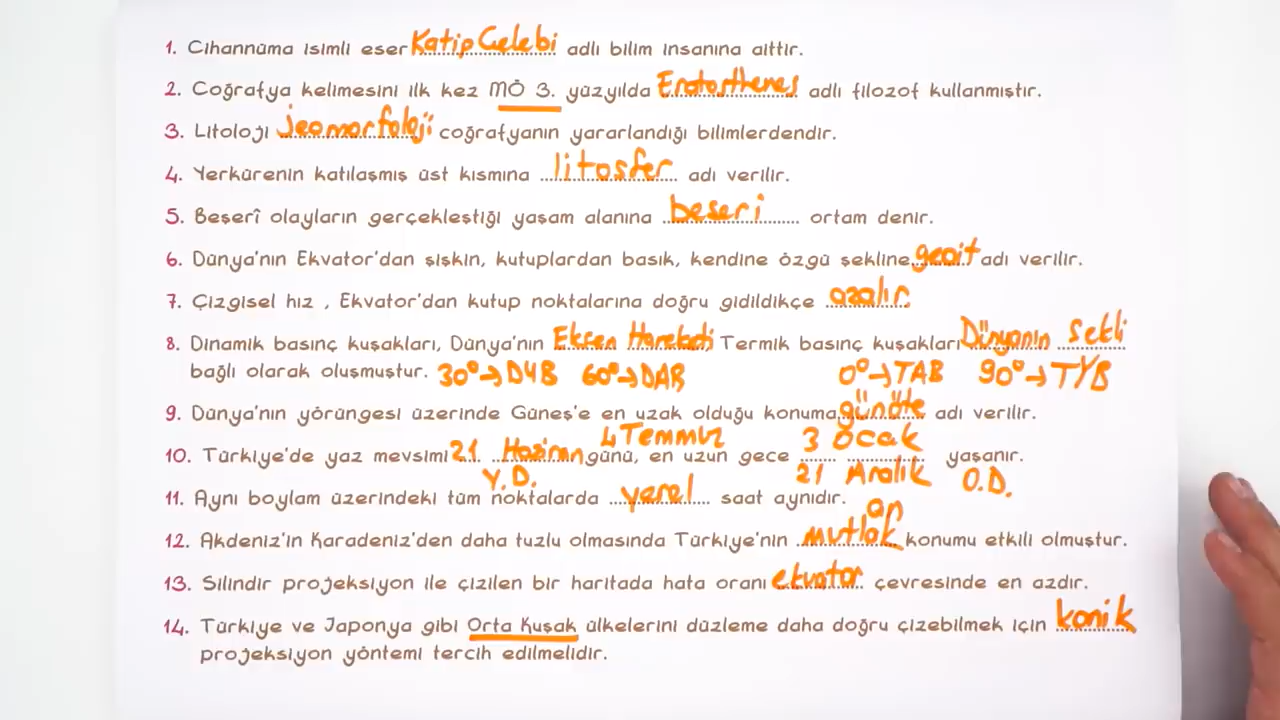 1. Cihannüma isimli eser Katip Çelebi adlı bilim insanına aittir.
2. Coğrafya kelimesini ilk kez MÖ 3. yüzyılda Eratosthenes adlı filozof kullanmıştır.
3. Litoloji jeomorfoloji coğrafyanın yararlandığı bilimlerdendir.
4. Yerkürenin katılaşmış üst kısmına litosfer adı verilir.
5. Beşerî olayların gerçekleştiği yaşam alanına beşeri ortam denir.
6. Dünya'nın Ekvator'dan şişkin, kutuplardan basık, kendine özgü şekline geoit adı verilir.
7. Çizgisel hız , Ekvator'dan kutup noktalarına doğru gidildikçe azalır.
8. Dinamik basınç kuşakları, Dünya'nın Eksen Hareketi, Termik basınç kuşakları Dünyanın Şekli
bağlı olarak oluşmuştur. 30°→DYB 60°→DAB 0°→TAB 90°→TYB
9. Dünya'nın yörüngesi üzerinde Güneş'e en uzak olduğu konuma günöte adı verilir.
4 Temmuz 3 Ocak
10. Türkiye'de yaz mevsimi 21 Haziran günü, en uzun gece yaşanır.
Y.D. 21 Aralık Ö.D.
11. Aynı boylam üzerindeki tüm noktalarda yerel saat aynıdır.
12. Akdeniz'in Karadeniz'den daha tuzlu olmasında Türkiye'nin mutlak konumu etkili olmuştur.
13. Silindir projeksiyon ile çizilen bir haritada hata oranı ekvator çevresinde en azdır.
14. Türkiye ve Japonya gibi Orta Kuşak ülkelerini düzleme daha doğru çizebilmek için konik
projeksiyon yöntemi tercih edilmelidir.